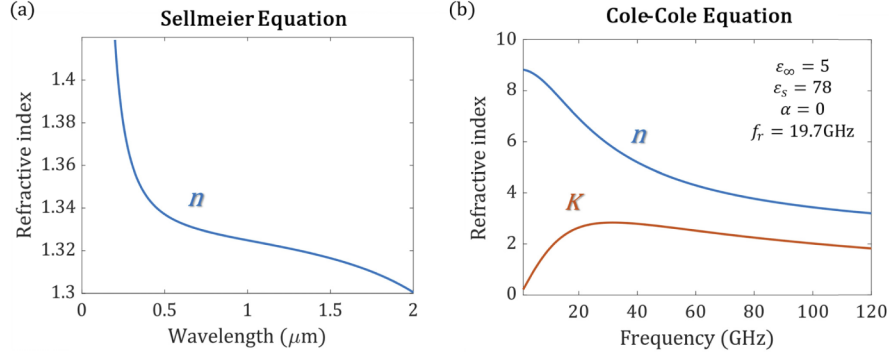 (a)
Sellmeier Equation
Refractive index
1.4
1.38
1.36
1.34
1.32
1.3
n
0
0.5
1
1.5
2
Wavelength (μm)
(b)
Cole-Cole Equation
Refractive index
10
8
6
4
2
0
ε∞ = 5
εs = 78
α = 0
fr = 19.7GHz
n
K
20
40
60
80
100
120
Frequency (GHz)